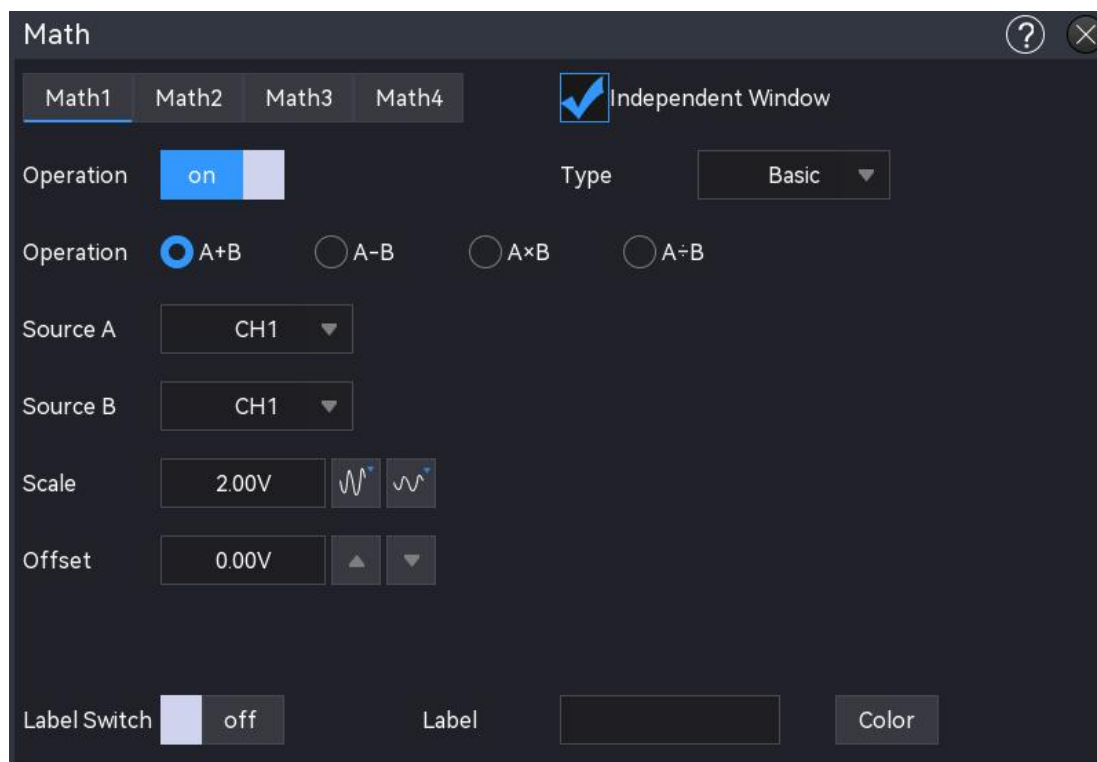 Math ?
Math1 Math2 Math3 Math4 Independent Window
Operation on Type Basic
Operation A+B A-B A×B A÷B
Source A CH1
Source B CH1
Scale 2.00V
Offset 0.00V
Label Switch off Label Color